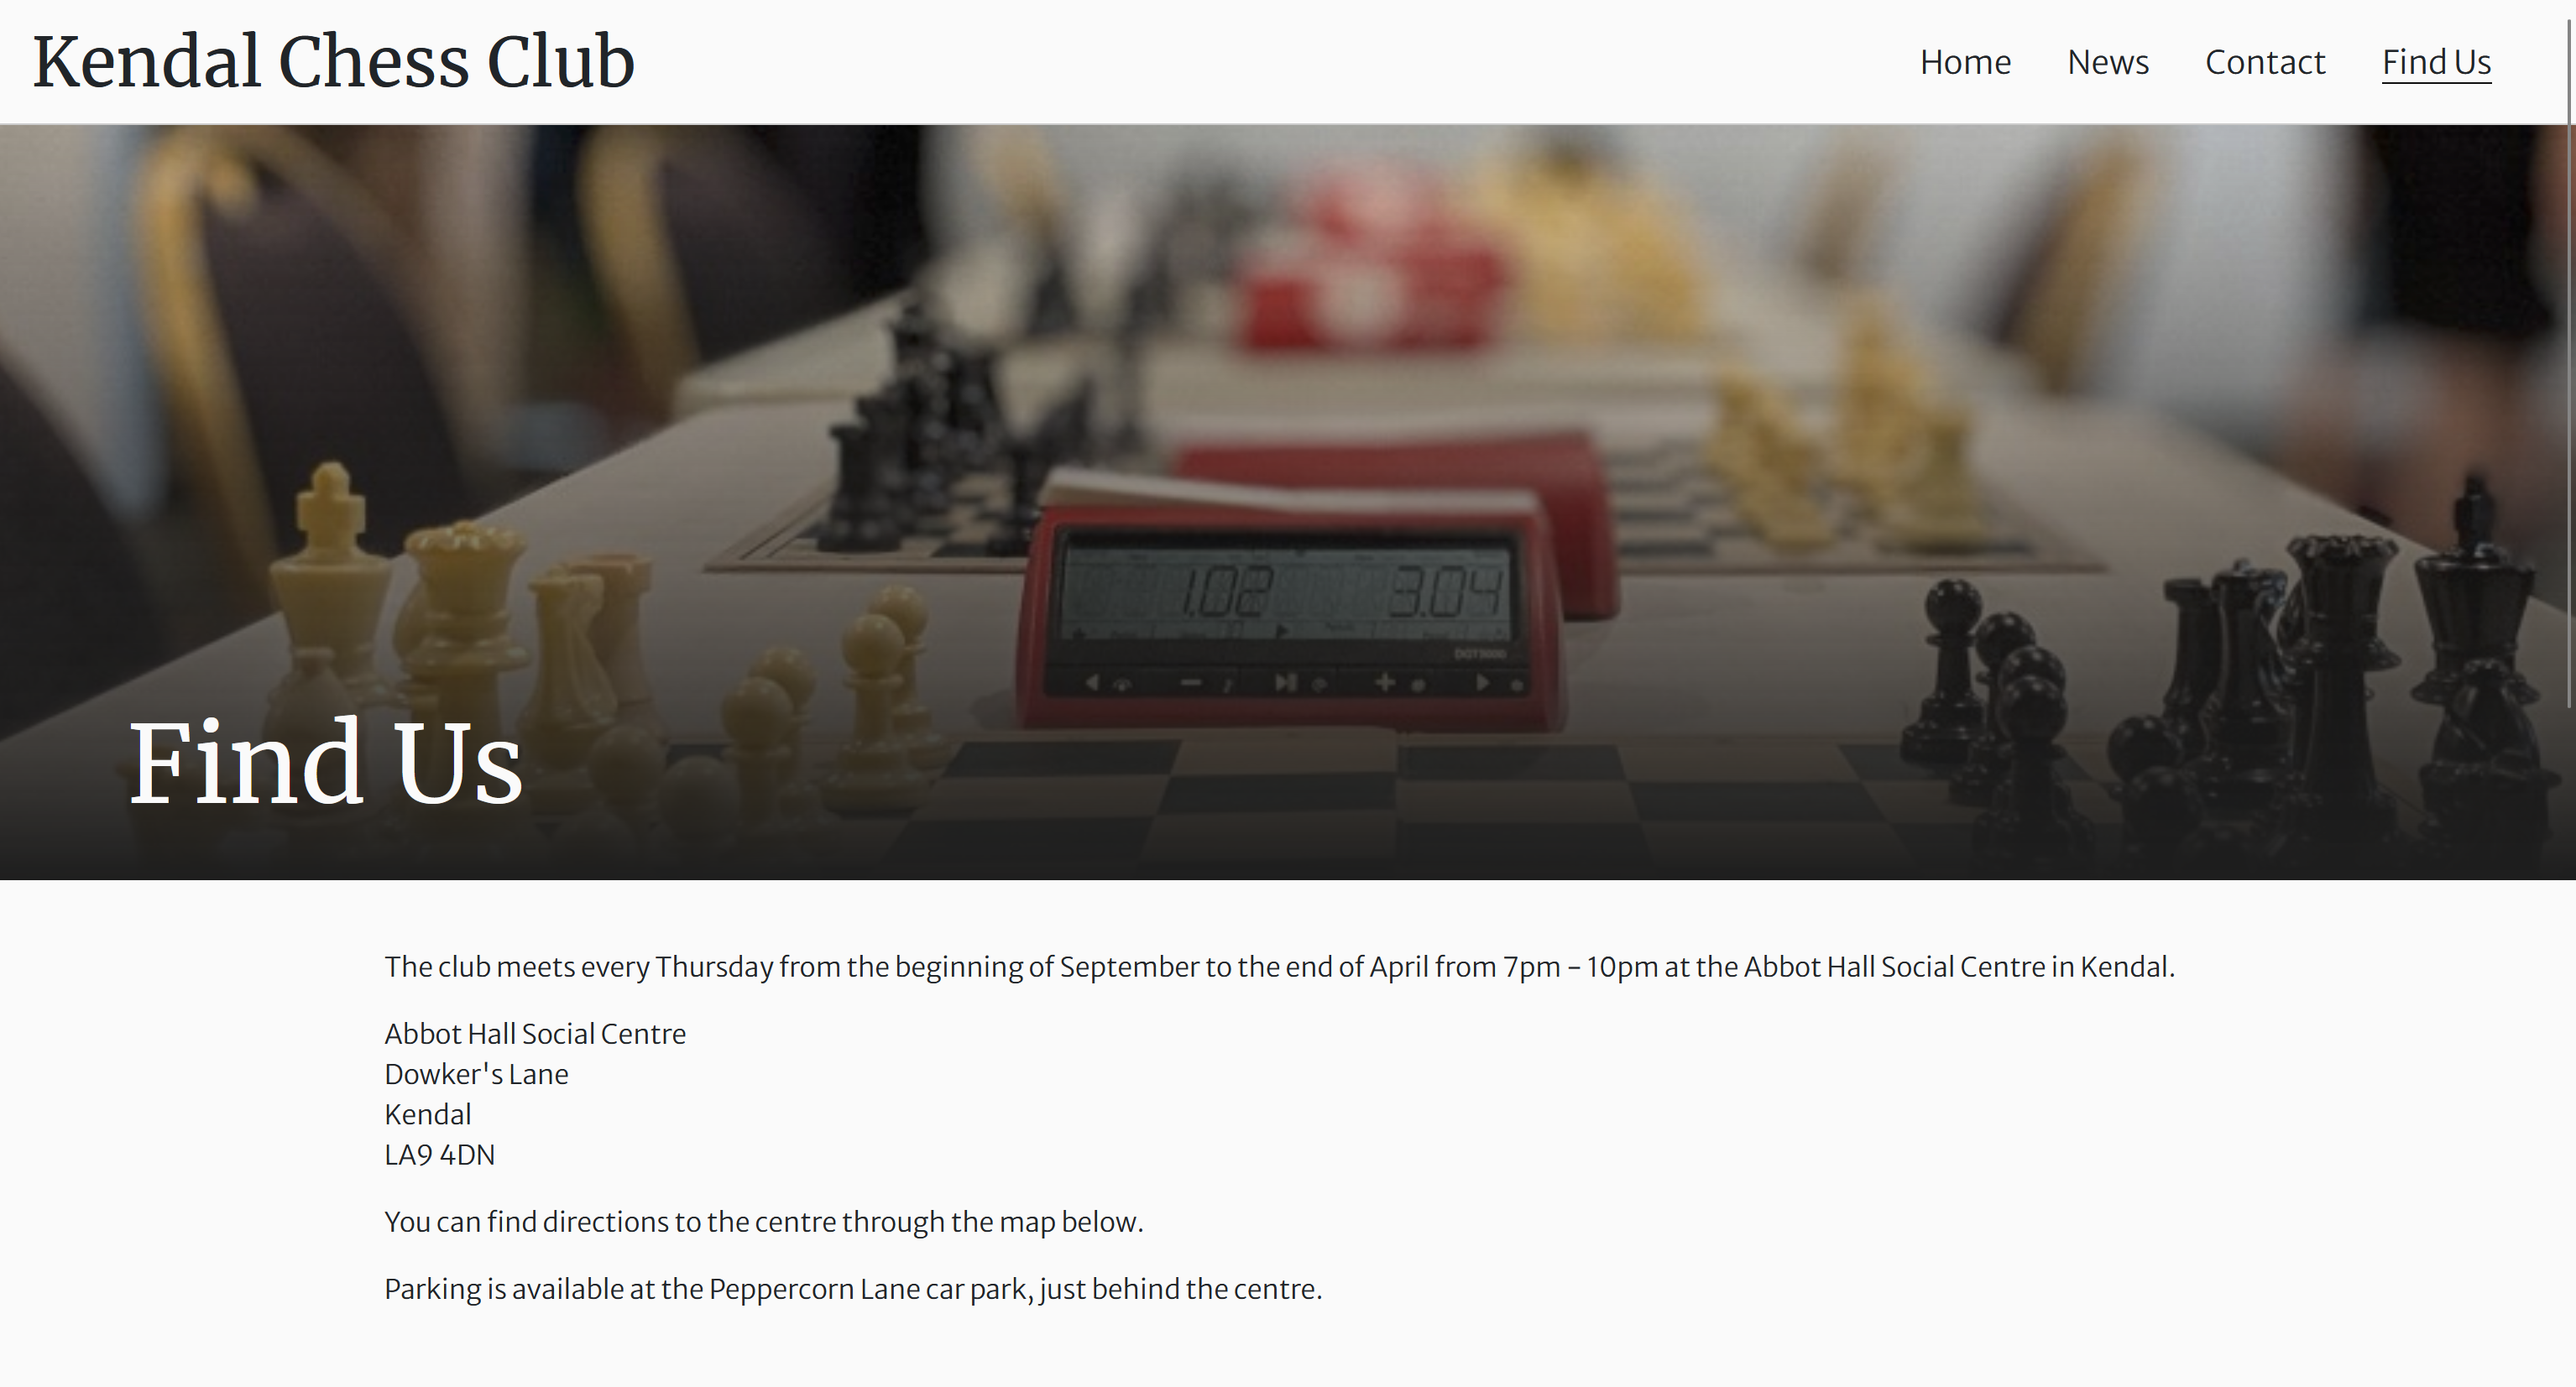 Kendal Chess Club
Home News Contact Find Us
1.02 3.04
DGT3000
Find Us
The club meets every Thursday from the beginning of September to the end of April from 7pm – 10pm at the Abbot Hall Social Centre in Kendal.
Abbot Hall Social Centre
Dowker's Lane
Kendal
LA9 4DN
You can find directions to the centre through the map below.
Parking is available at the Peppercorn Lane car park, just behind the centre.